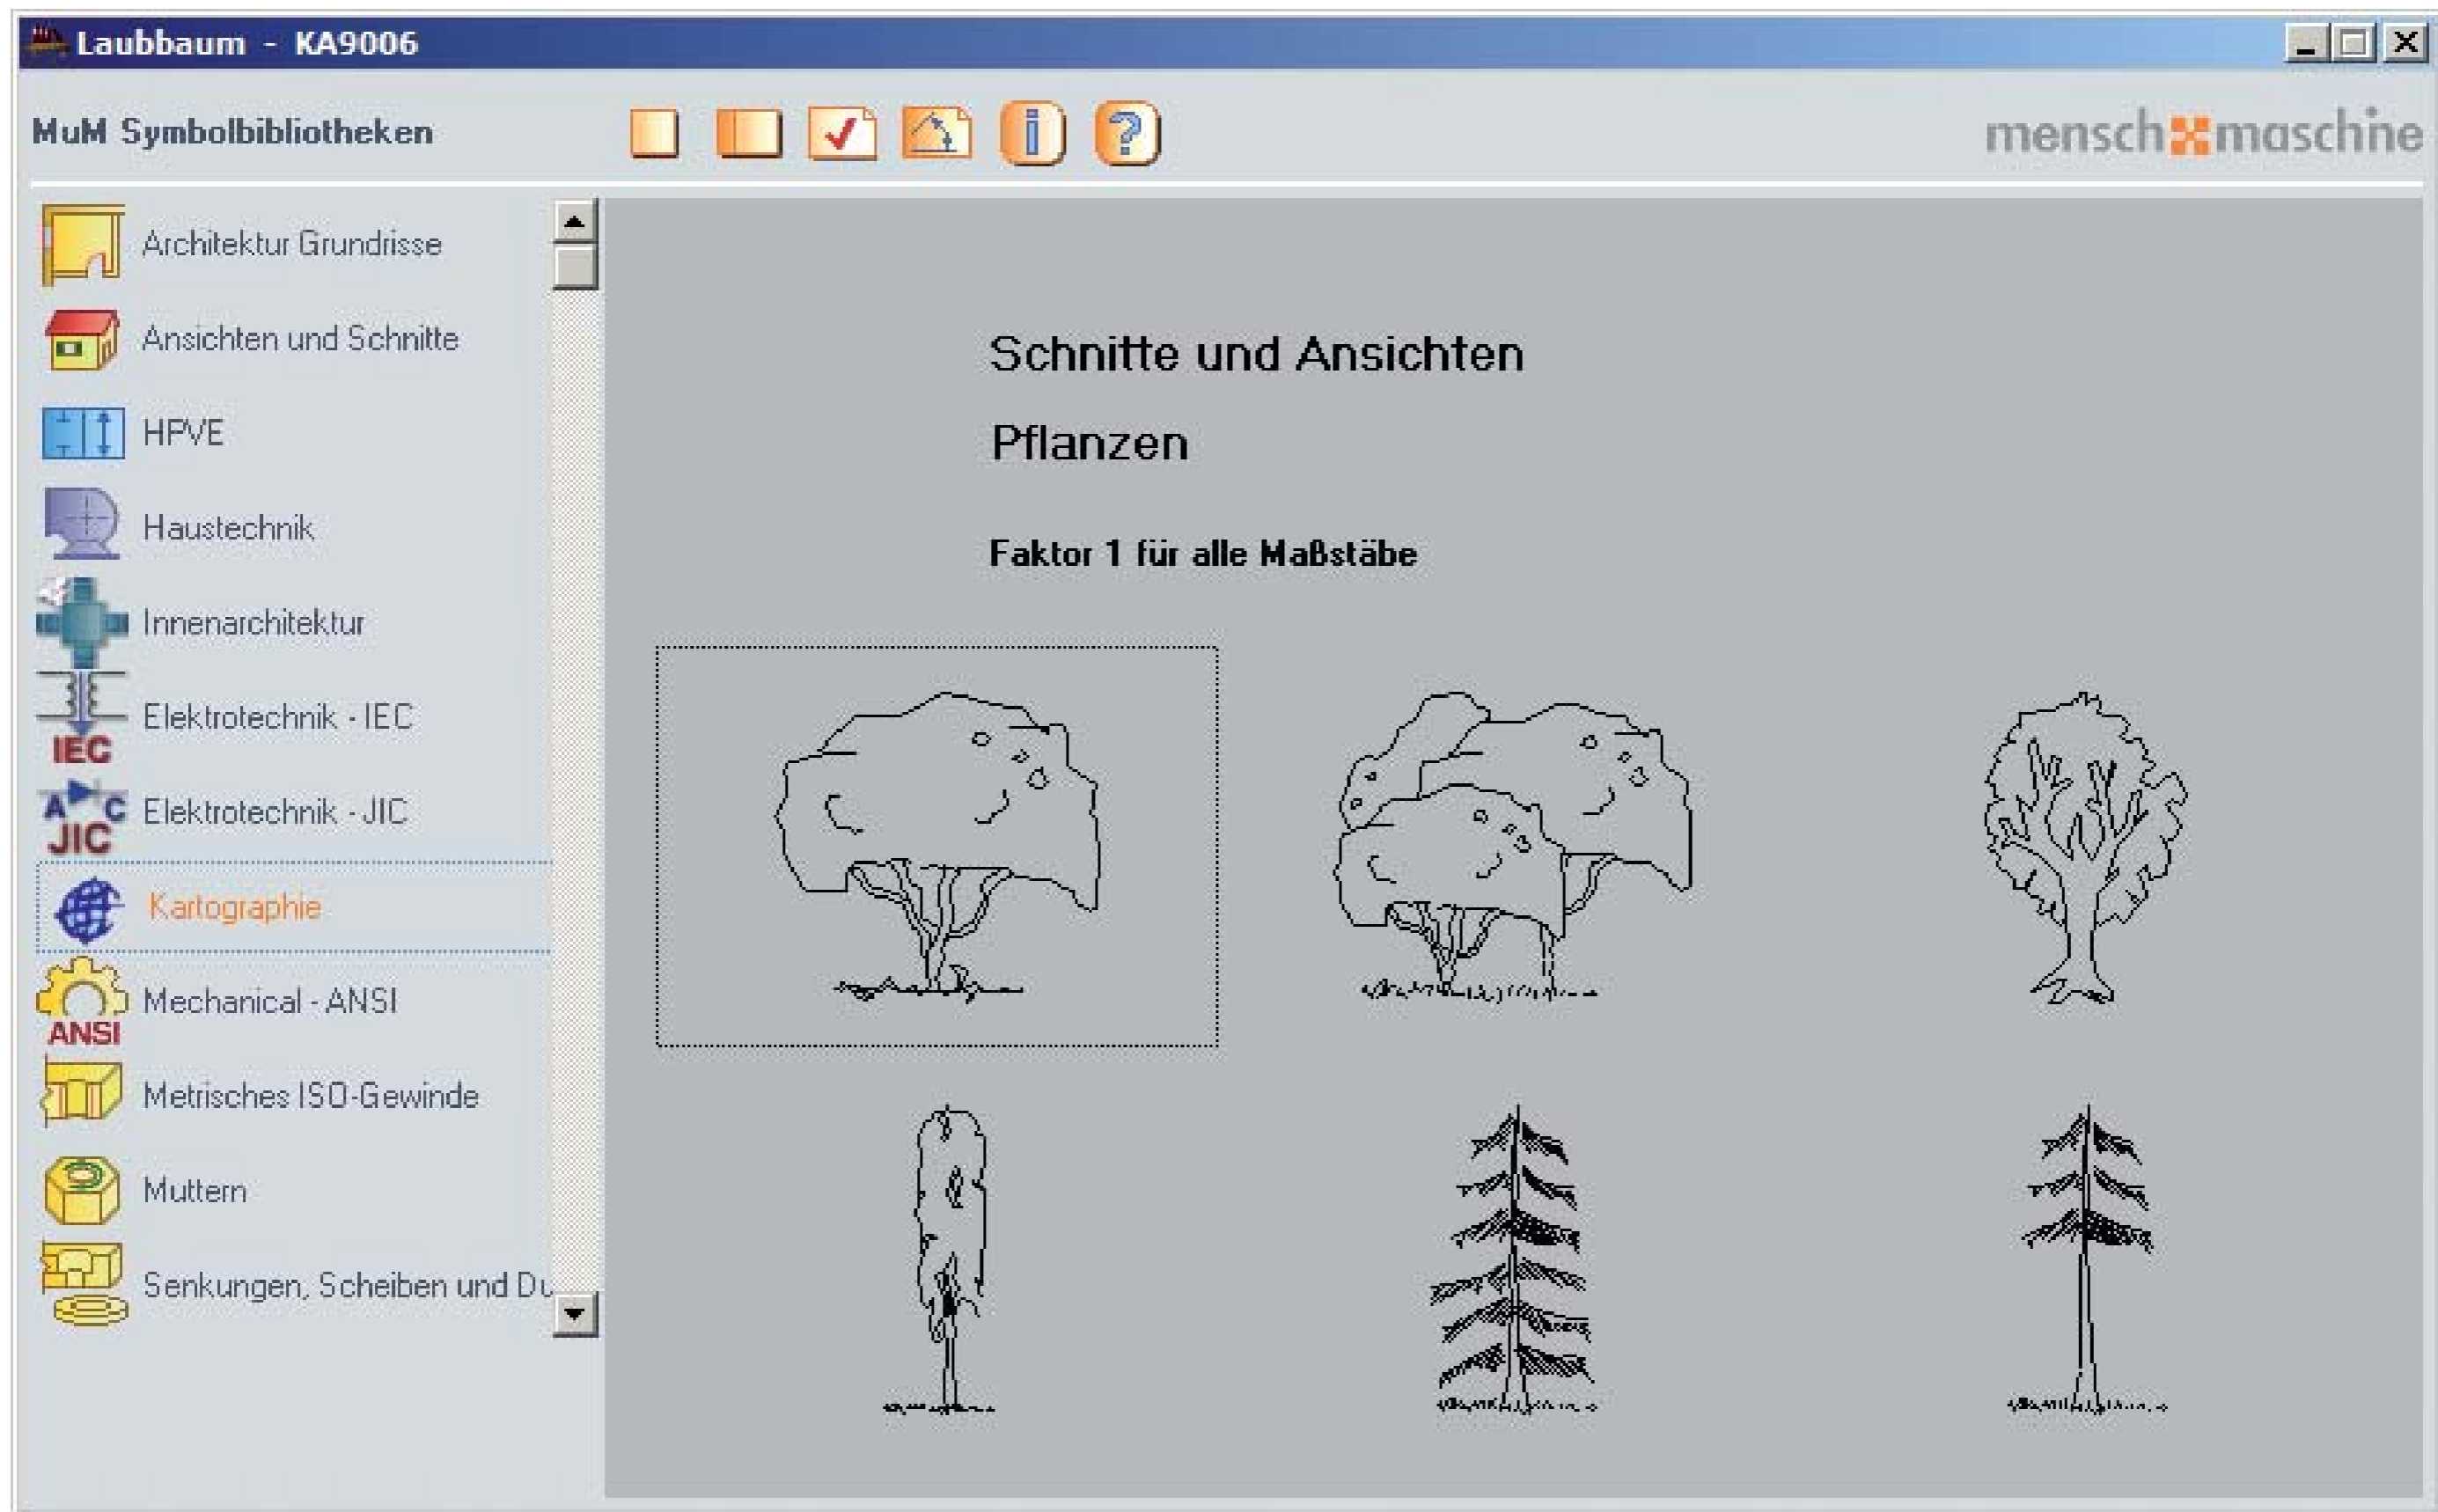 Laubbaum - KA9006
MuM Symbolbibliotheken
i
?
mensch maschine
Architektur Grundrisse
Ansichten und Schnitte
HPVE
Haustechnik
Innenarchitektur
IEC
Elektrotechnik - IEC
A C
JIC
Elektrotechnik - JIC
Kartographie
ANSI
Mechanical - ANSI
Metrisches ISO-Gewinde
Muttern
Senkungen, Scheiben und Du
Schnitte und Ansichten
Pflanzen
Faktor 1 für alle Maßstäbe